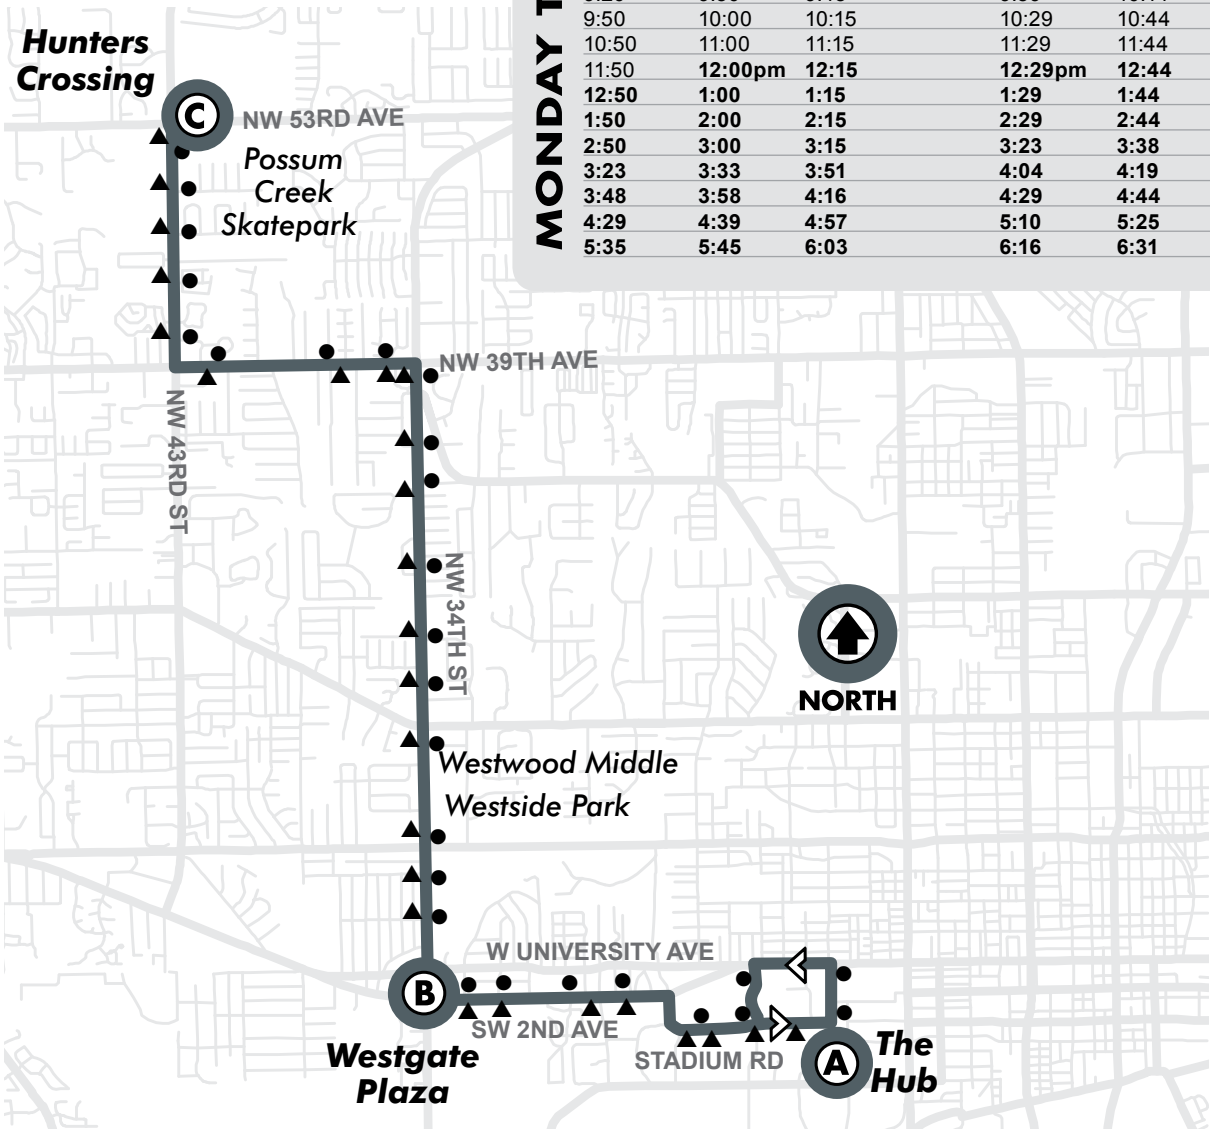 MONDAY T
9:50 10:00 10:15 10:29 10:44
10:50 11:00 11:15 11:29 11:44
11:50 12:00pm 12:15 12:29pm 12:44
12:50 1:00 1:15 1:29 1:44
1:50 2:00 2:15 2:29 2:44
2:50 3:00 3:15 3:23 3:38
3:23 3:33 3:51 4:04 4:19
3:48 3:58 4:16 4:29 4:44
4:29 4:39 4:57 5:10 5:25
5:35 5:45 6:03 6:16 6:31
Hunters
Crossing
C
NW 53RD AVE
Possum
Creek
Skatepark
NW 39TH AVE
NW 43RD ST
NW 34TH ST
NORTH
Westwood Middle
Westside Park
W UNIVERSITY AVE
B
SW 2ND AVE
Westgate
Plaza
STADIUM RD
A
The
Hub